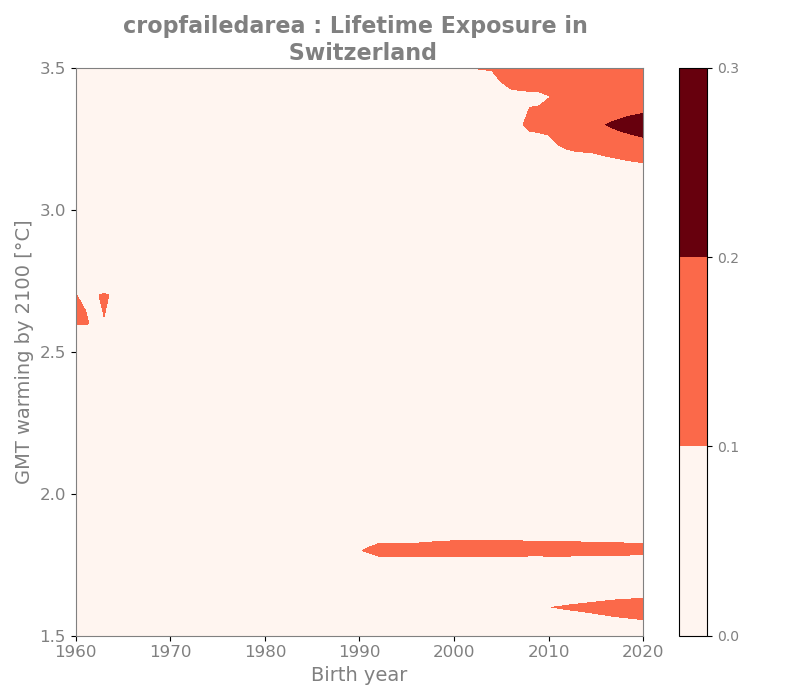 cropfailedarea : Lifetime Exposure in
Switzerland
3.5
3.0
2.5
2.0
1.5
GMT warming by 2100 [°C]
1960 1970 1980 1990 2000 2010 2020
Birth year
0.3
0.2
0.1
0.0